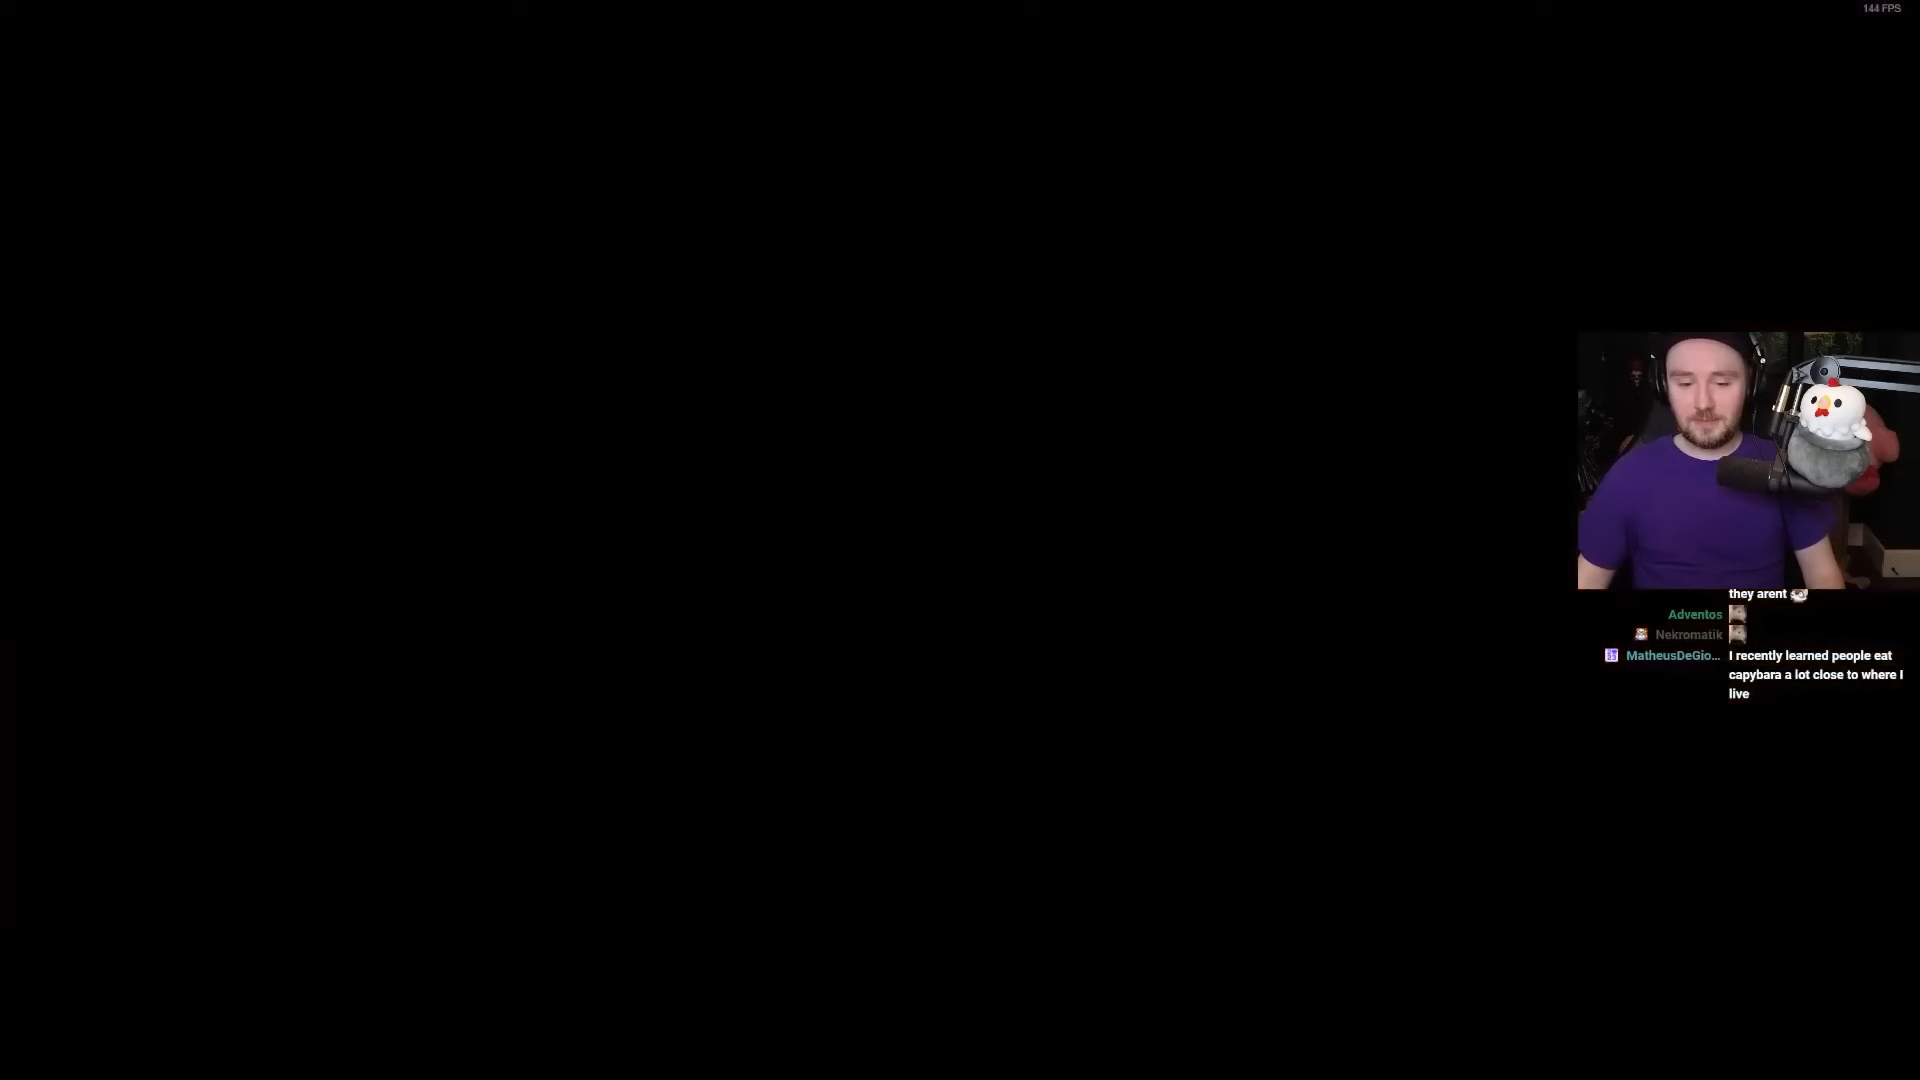 144 FPS
they arent
Adventos
Nekromatik
MatheusDeGio... I recently learned people eat
capybara a lot close to where I
live